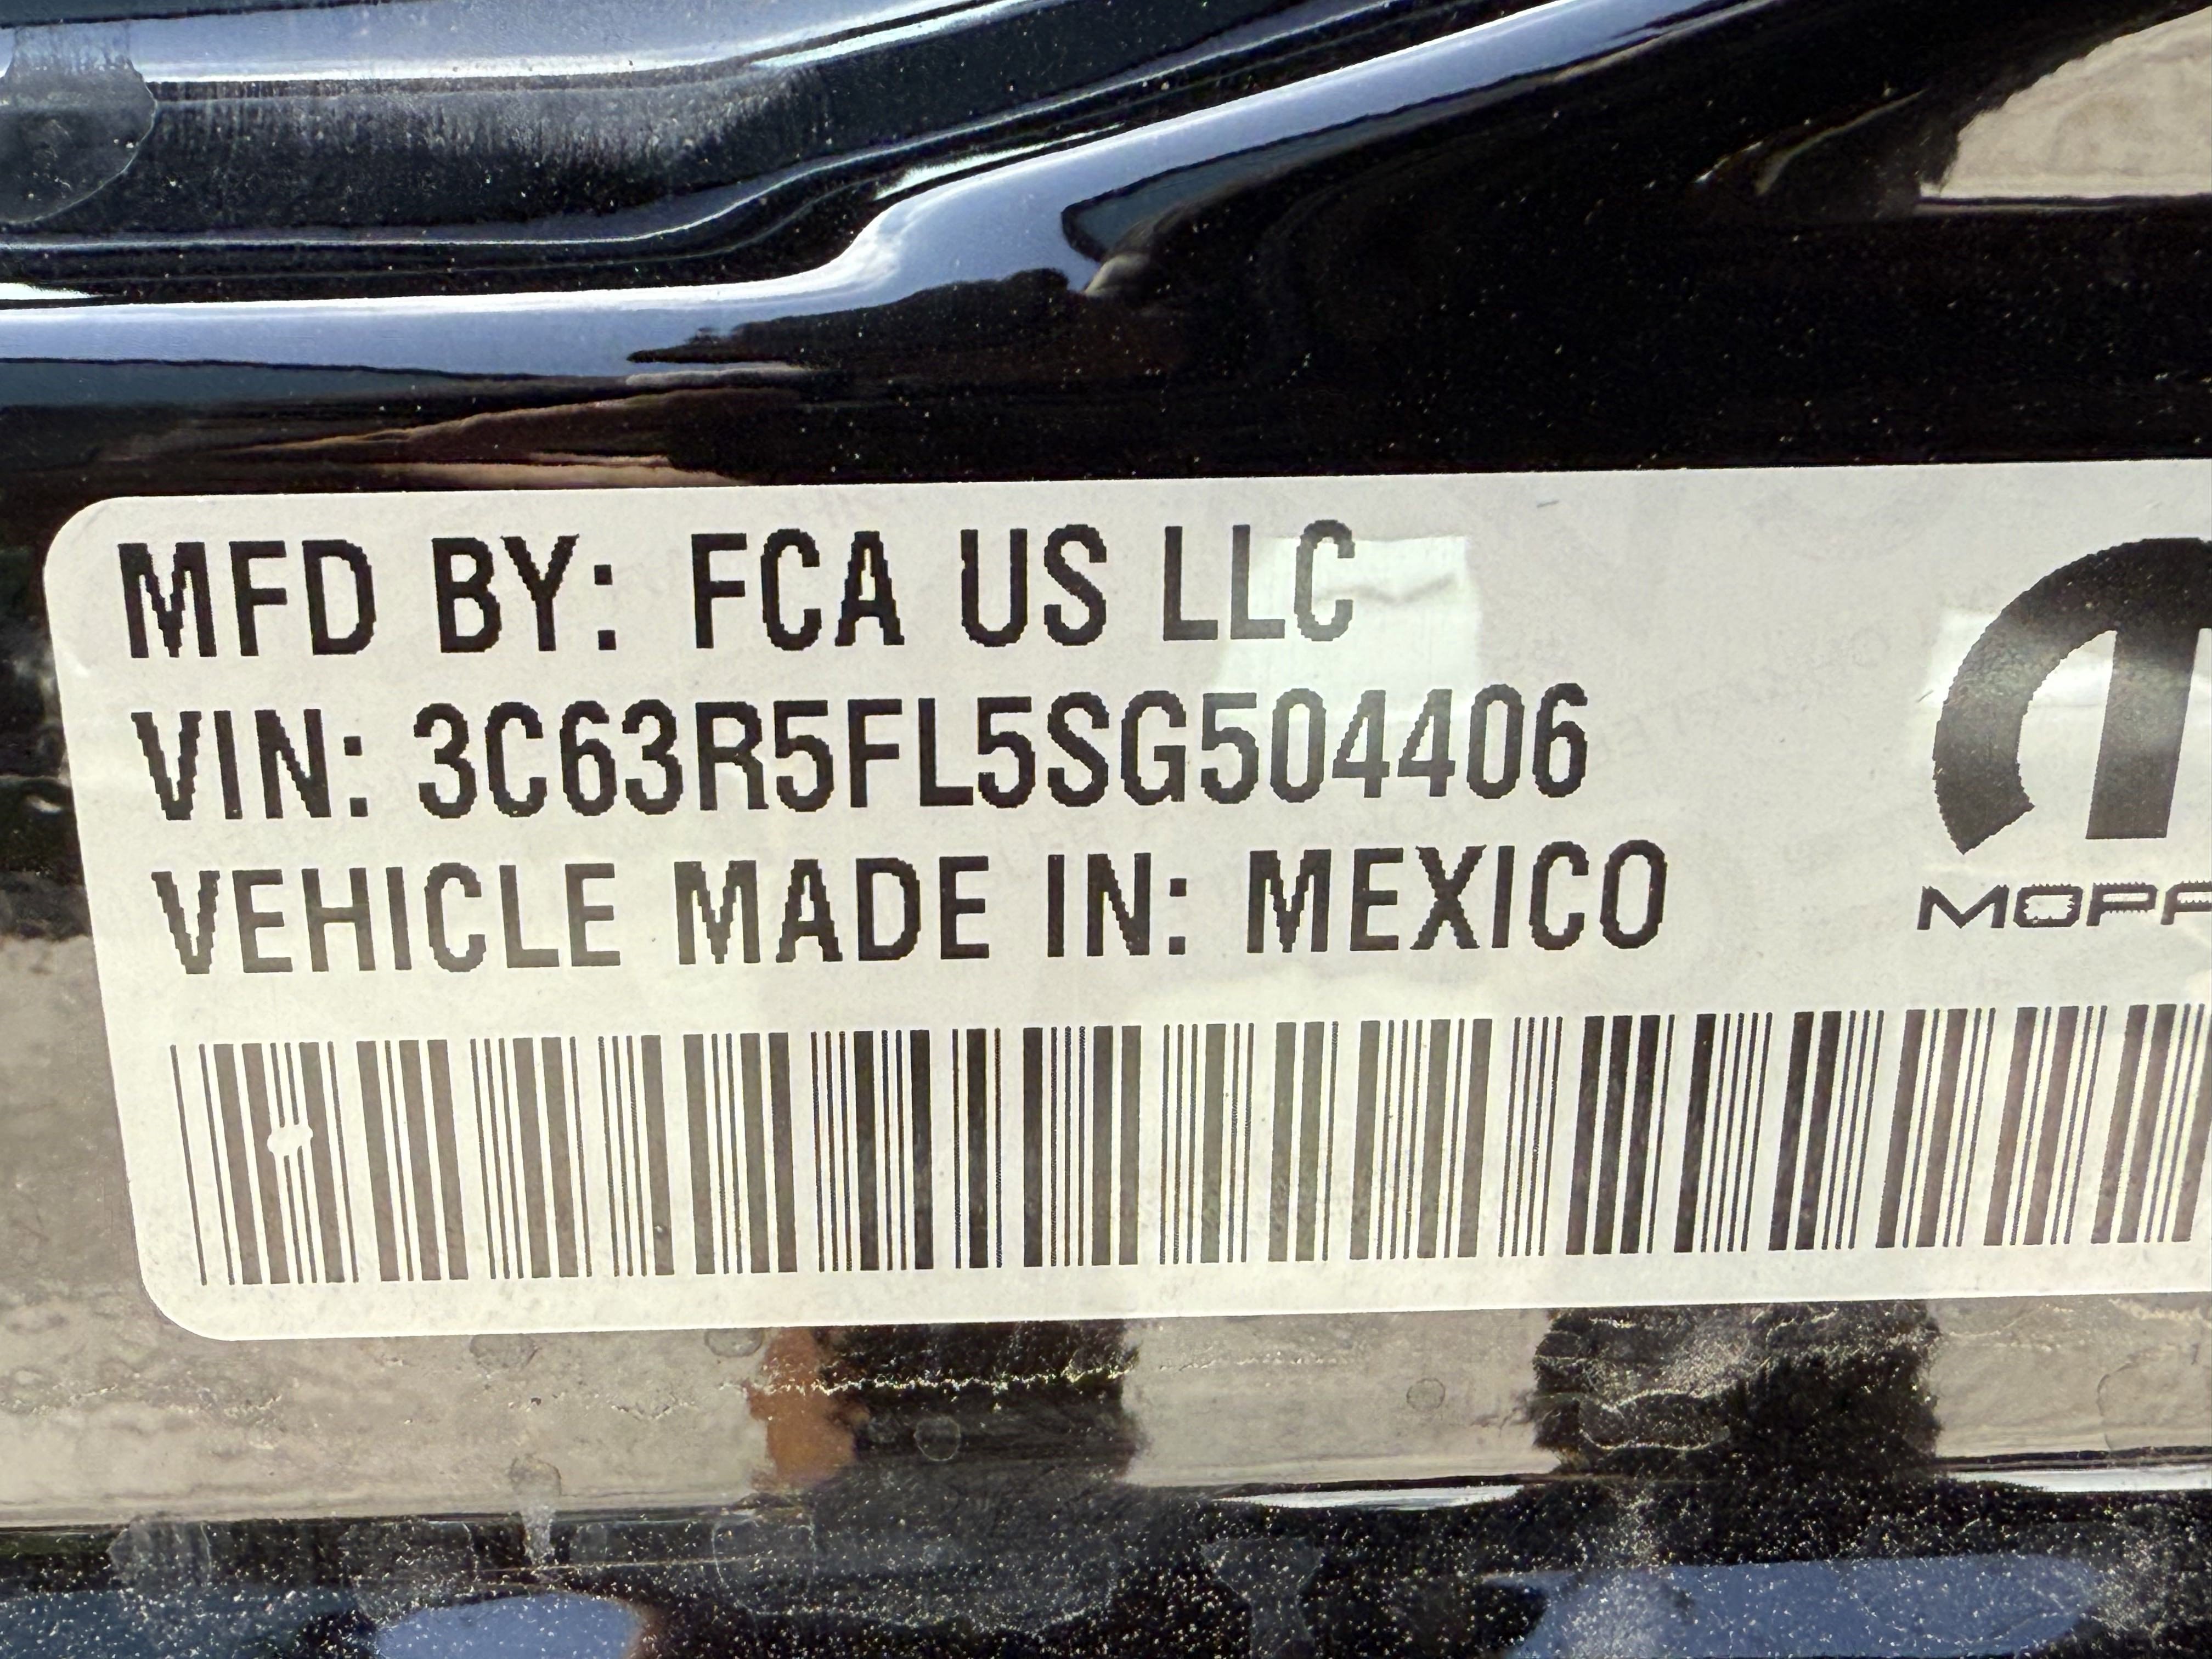 MFD BY: FCA US LLC
VIN: 3C63R5FL5SG504406
VEHICLE MADE IN: MEXICO